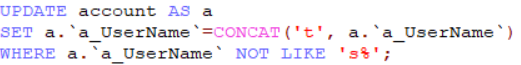 UPDATE account AS a
SET a.`a_UserName`=CONCAT('t', a.`a_UserName`)
WHERE a.`a_UserName` NOT LIKE 's%';